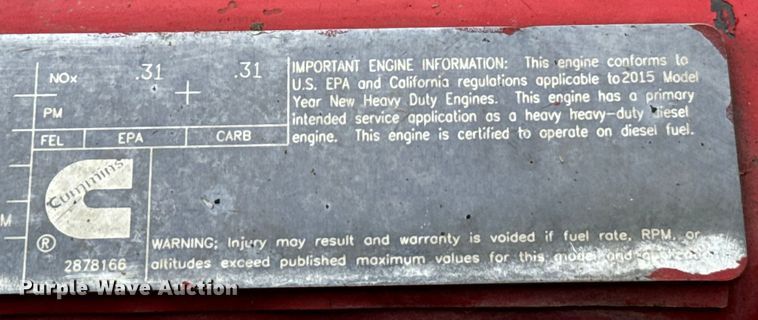 NOx .31 .31
PM
FEL EPA CARB
IMPORTANT ENGINE INFORMATION: This engine conforms to
U.S. EPA and California regulations applicable to 2015 Model
Year New Heavy Duty Engines. This engine has a primary
intended service application as a heavy heavy-duty diesel
engine. This engine is certified to operate on diesel fuel.
Cummins
M
®
2878166
WARNING: Injury may result and warranty is voided if fuel rate, RPM, or
altitudes exceed published maximum values for this model and
Purple Wave Auction